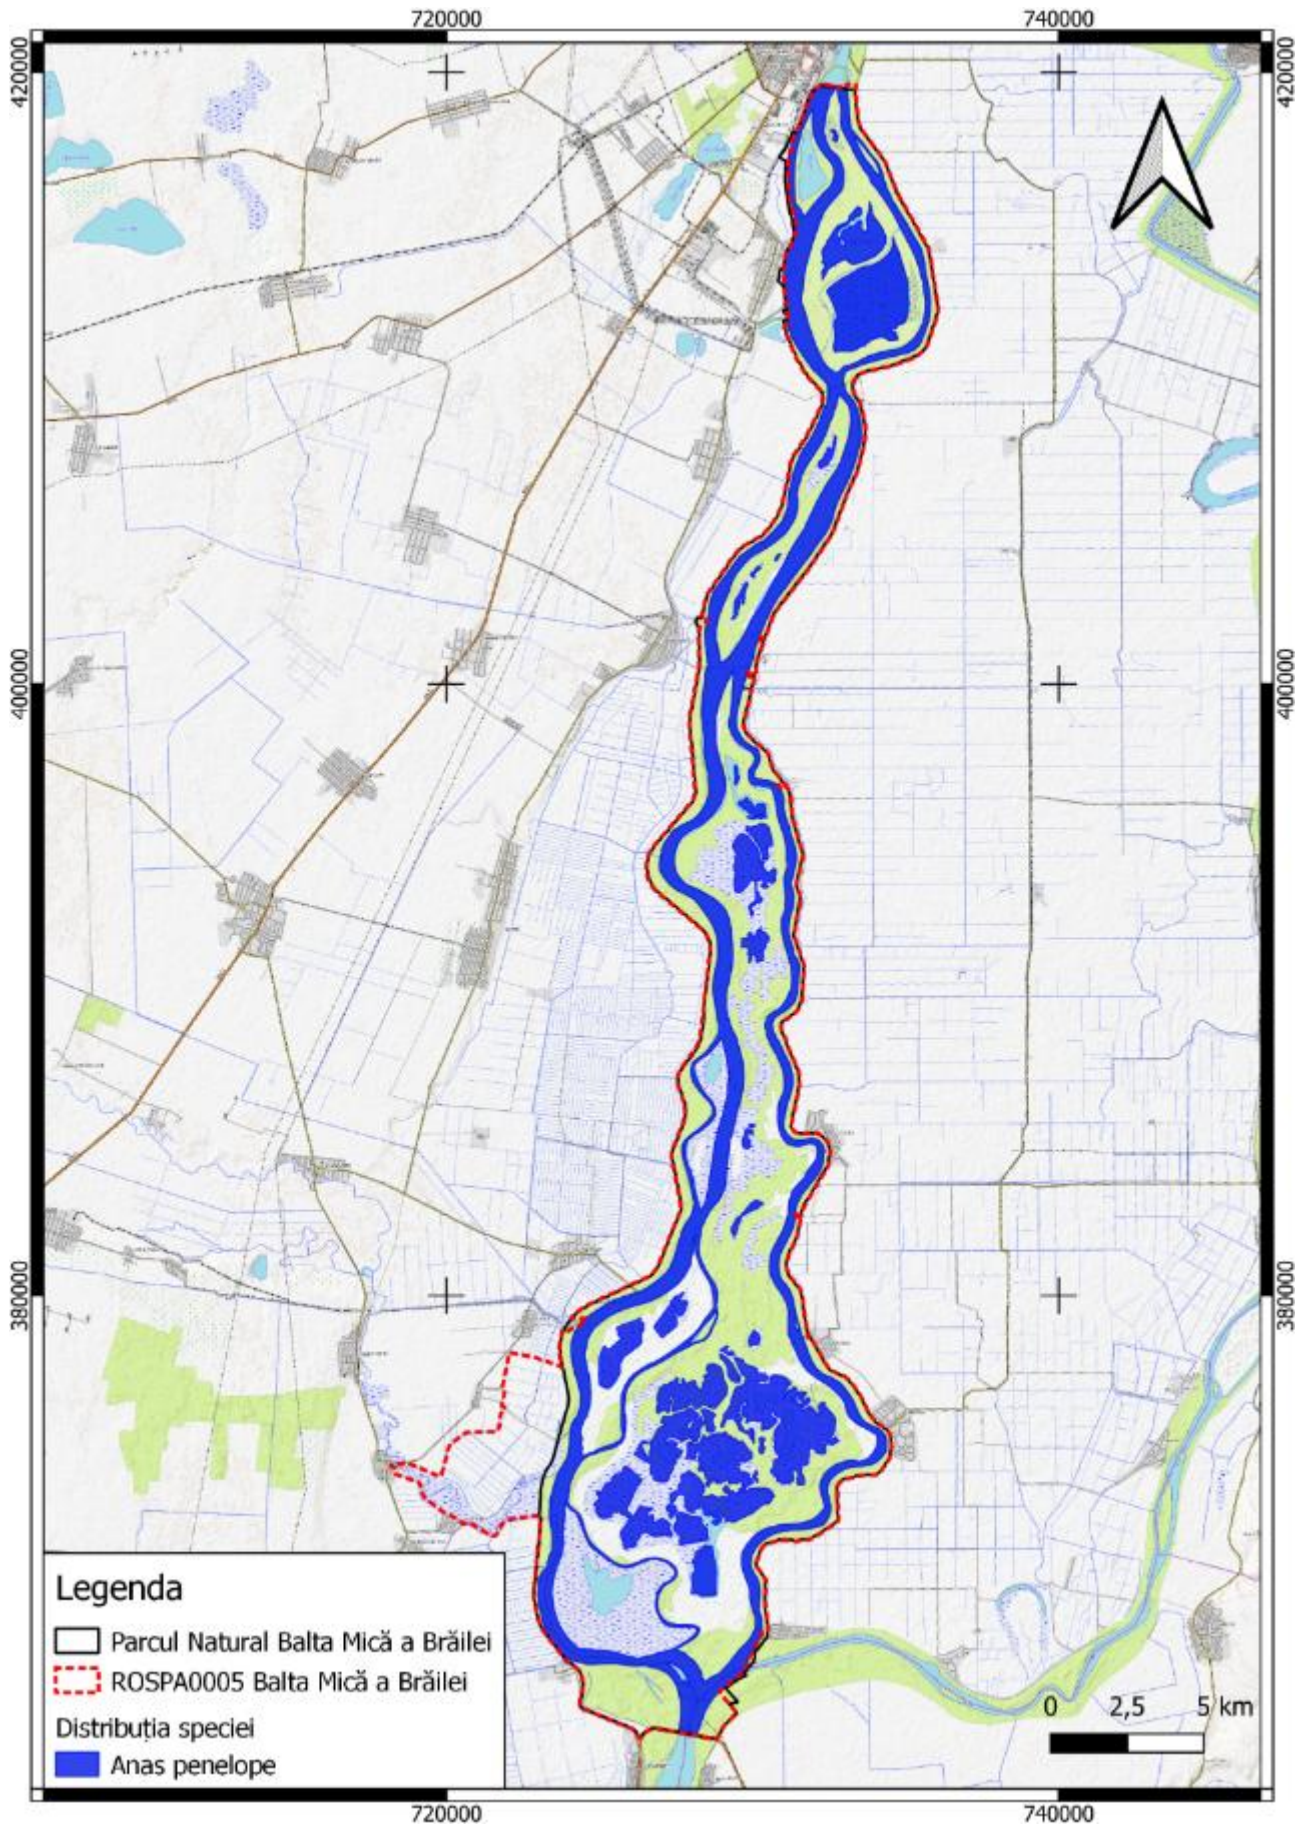 720000
740000
420000
420000
400000
400000
380000
380000
Legenda
Parcul Natural Balta Mică a Brăilei
ROSPA0005 Balta Mică a Brăilei
Distribuția speciei
Anas penelope
0 2,5 5 km
720000
740000